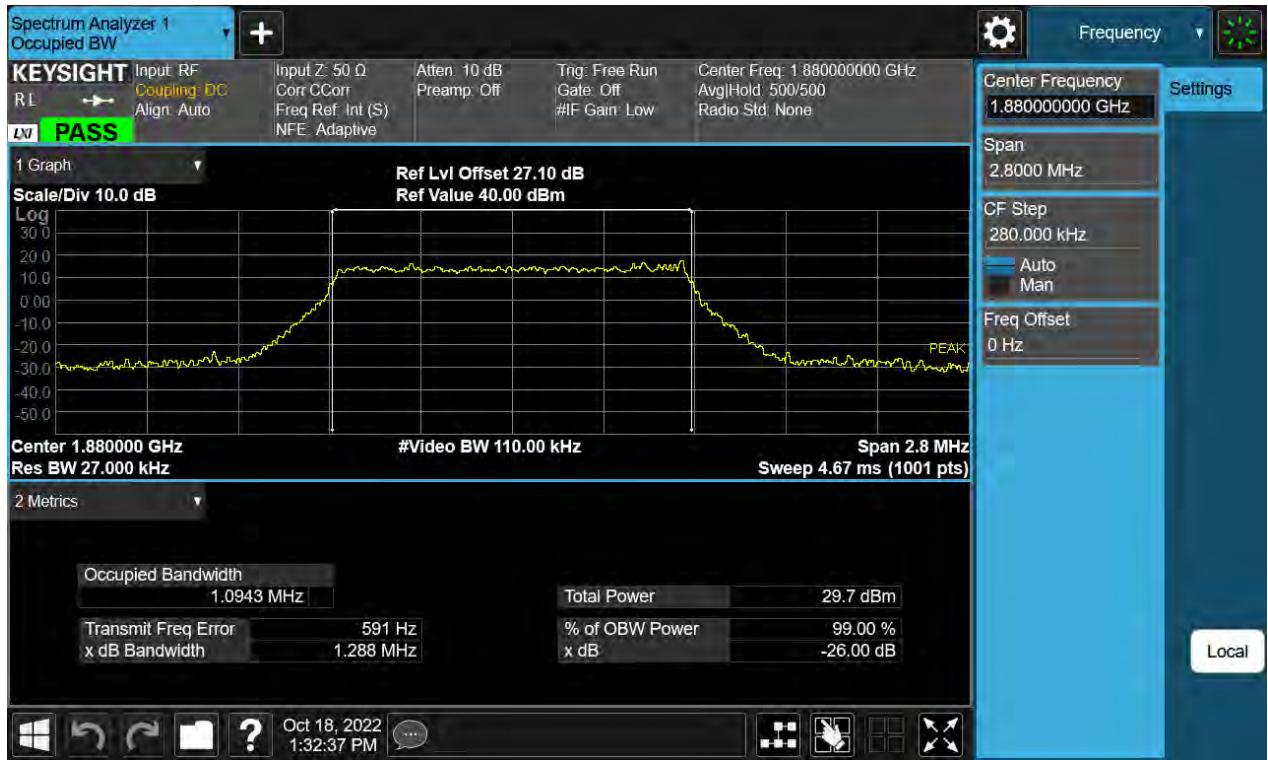 Spectrum Analyzer 1
Occupied BW
Frequency
KEYSIGHT
RL
LXI
PASS
Input: RF
Coupling: DC
Align: Auto
Input Z: 50 Ω
Corr CCorr
Freq Ref: Int (S)
NFE: Adaptive
Atten: 10 dB
Preamp: Off
Trig: Free Run
Gate: Off
#IF Gain: Low
Center Freq: 1.880000000 GHz
Avg|Hold: 500/500
Radio Std: None
Center Frequency
1.880000000 GHz
Settings
Span
2.8000 MHz
CF Step
280.000 kHz
Auto
Man
Freq Offset
0 Hz
1 Graph
Scale/Div 10.0 dB
Ref Lvl Offset 27.10 dB
Ref Value 40.00 dBm
Log
30.0
20.0
10.0
0.00
-10.0
-20.0
-30.0
-40.0
-50.0
PEAK
Center 1.880000 GHz
#Video BW 110.00 kHz
Span 2.8 MHz
Res BW 27.000 kHz
Sweep 4.67 ms (1001 pts)
2 Metrics
Occupied Bandwidth
1.0943 MHz
Total Power 29.7 dBm
Transmit Freq Error 591 Hz
% of OBW Power 99.00 %
x dB Bandwidth 1.288 MHz
x dB -26.00 dB
Local
?
Oct 18, 2022
1:32:37 PM